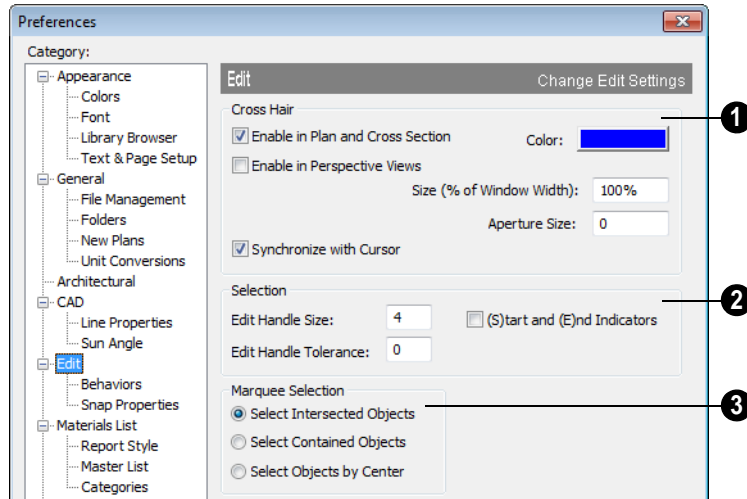 Preferences
Category:
Appearance
Colors
Font
Library Browser
Text & Page Setup
General
File Management
Folders
New Plans
Unit Conversions
Architectural
CAD
Line Properties
Sun Angle
Edit
Behaviors
Snap Properties
Materials List
Report Style
Master List
Categories
Edit Change Edit Settings
Cross Hair
Enable in Plan and Cross Section Color:
Enable in Perspective Views
Size (% of Window Width): 100%
Aperture Size: 0
Synchronize with Cursor
1
Selection
Edit Handle Size: 4 (S)tart and (E)nd Indicators
Edit Handle Tolerance: 0
2
Marquee Selection
Select Intersected Objects
Select Contained Objects
Select Objects by Center
3